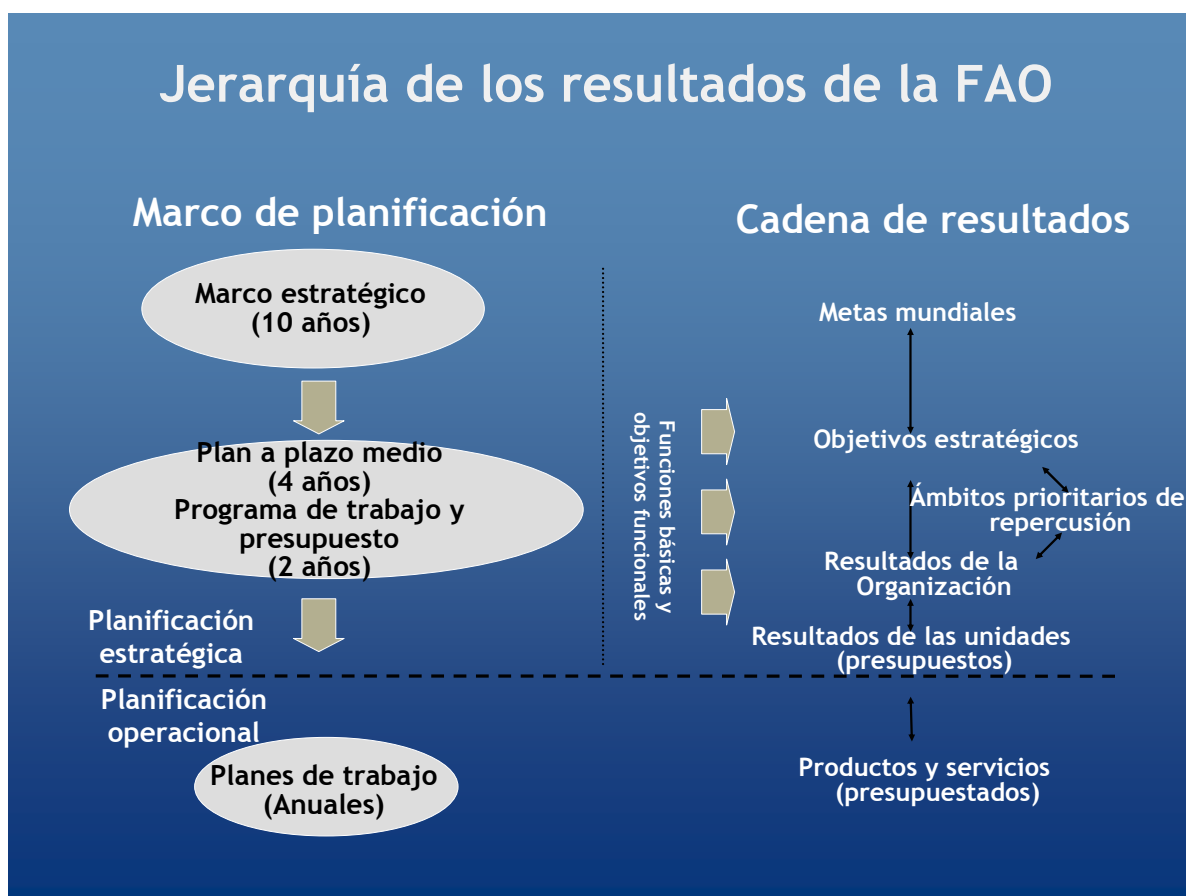 Jerarquía de los resultados de la FAO
Marco de planificación
Marco estratégico
(10 años)
Plan a plazo medio
(4 años)
Programa de trabajo y
presupuesto
(2 años)
Planificación
estratégica
Planificación
operacional
Planes de trabajo
(Anuales)
Funciones básicas y
objetivos funcionales
Cadena de resultados
Metas mundiales
Objetivos estratégicos
Ámbitos prioritarios de
repercusión
Resultados de la
Organización
Resultados de las unidades
(presupuestos)
Productos y servicios
(presupuestados)